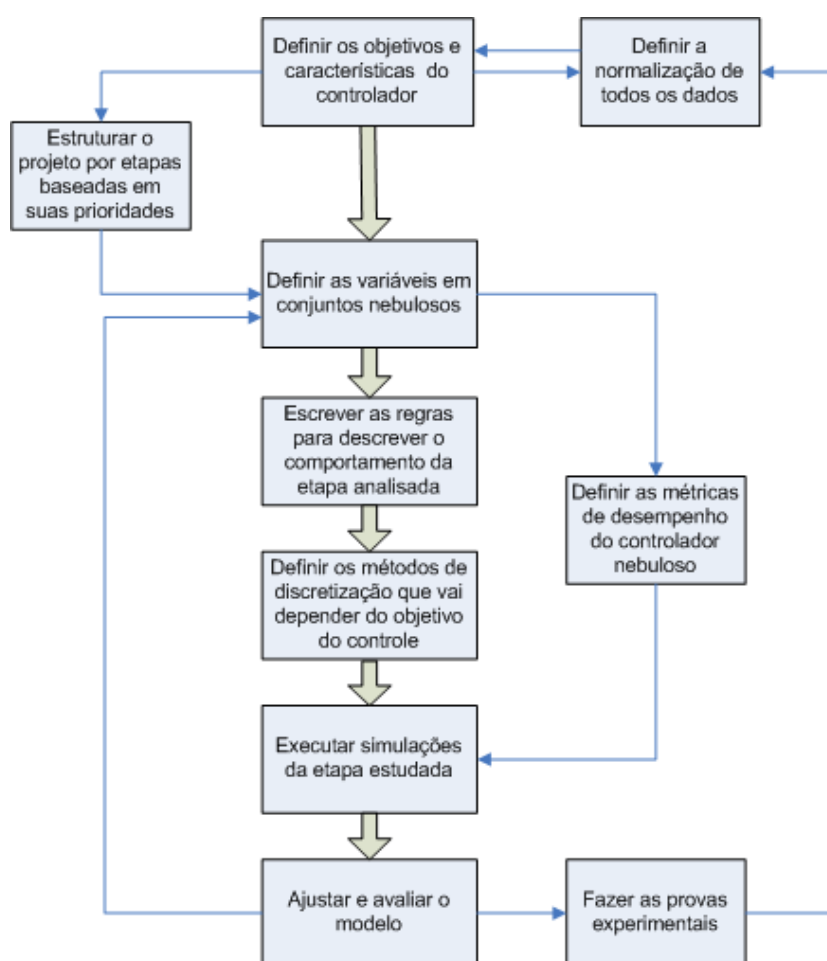 Definir os objetivos e
características do
controlador
Definir a
normalização de
todos os dados
Estruturar o
projeto por etapas
baseadas em
suas prioridades
Definir as variáveis em
conjuntos nebulosos
Escrever as regras
para descrever o
comportamento da
etapa analisada
Definir as métricas
de desempenho
do controlador
nebuloso
Definir os métodos de
discretização que vai
depender do objetivo
do controle
Executar simulações
da etapa estudada
Ajustar e avaliar o
modelo
Fazer as provas
experimentais